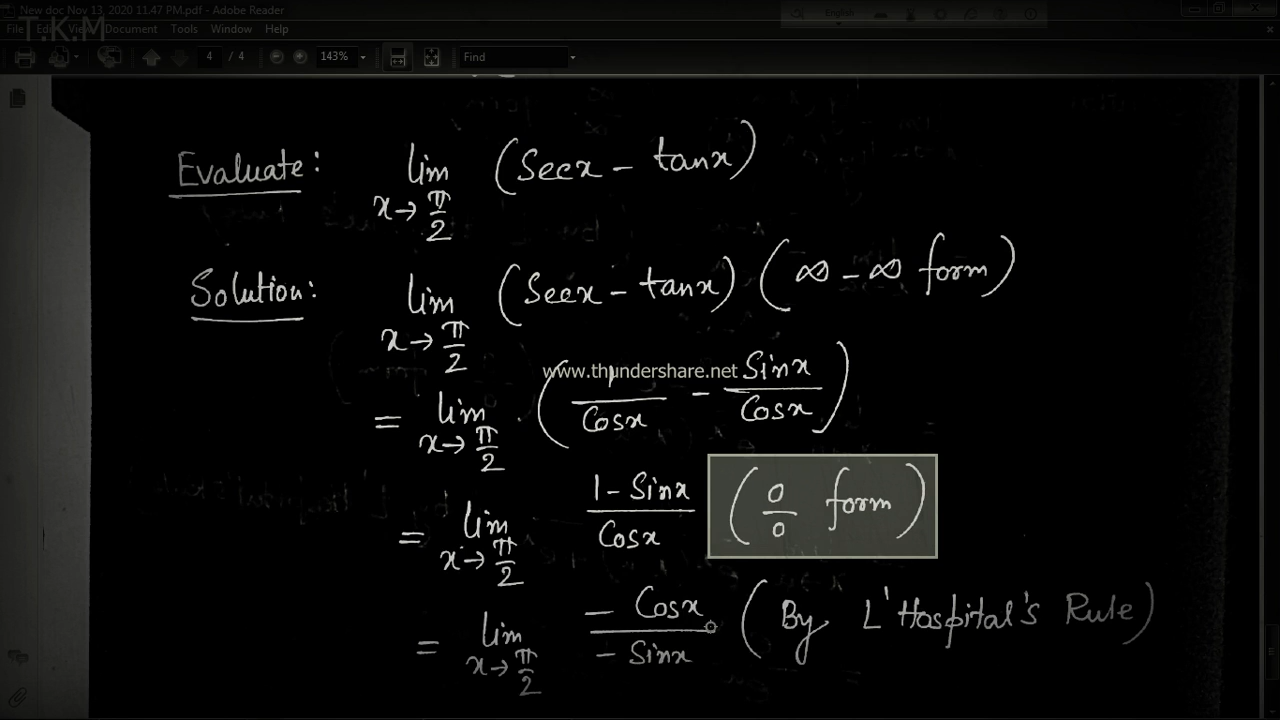 New doc Nov 13, 2020 11.47 PM.pdf - Adobe Reader
T.K.M
File Edit View Document Tools Window Help
4 / 4 143% Find
English
Evaluate: lim x→π/2 (Secx - tanx)
Solution: lim x→π/2 (Secx - tanx) (∞ - ∞ form)
= lim x→π/2 (1/Cosx - Sinx/Cosx)
www.thundershare.net
= lim x→π/2 1 - Sinx/Cosx (0/0 form)
= lim x→π/2 - Cosx/- Sinx (By L'Hospital's Rule)